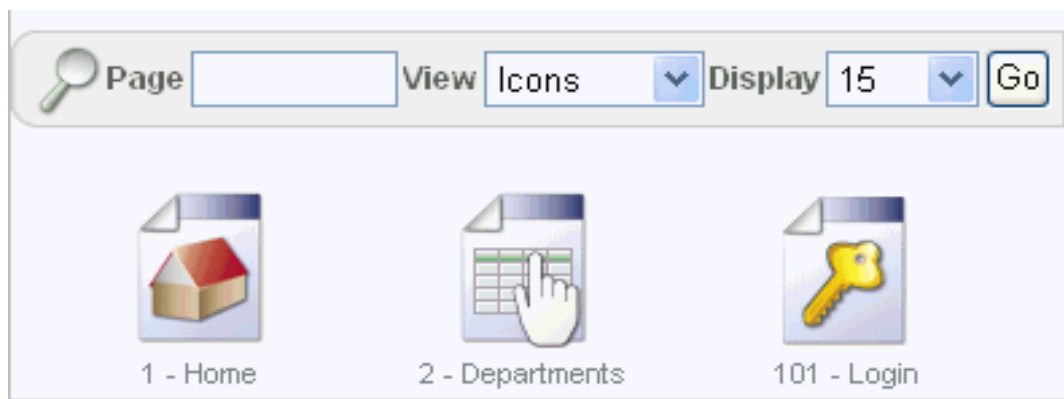 Page View Icons Display 15 Go
1 - Home 2 - Departments 101 - Login